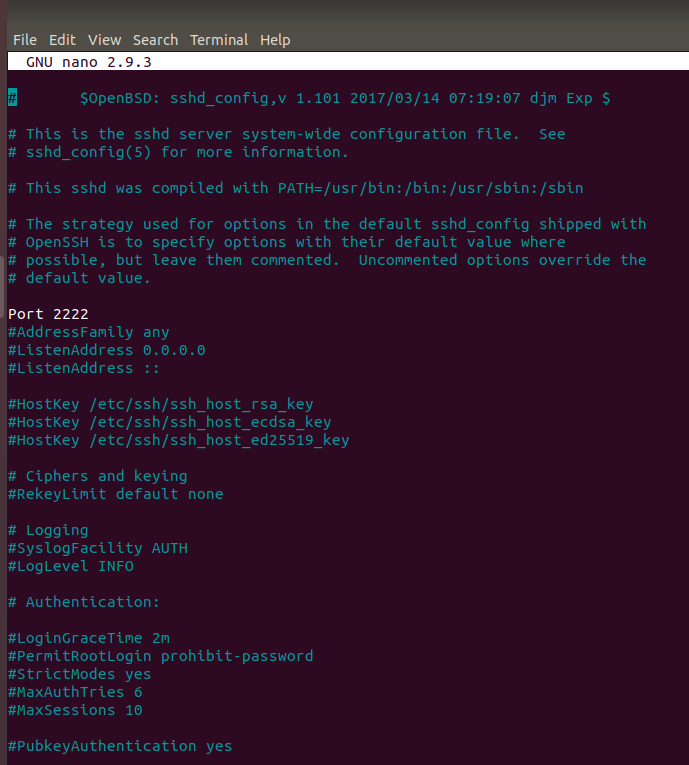 File Edit View Search Terminal Help
GNU nano 2.9.3
#       $OpenBSD: sshd_config,v 1.101 2017/03/14 07:19:07 djm Exp $
# This is the sshd server system-wide configuration file.  See
# sshd_config(5) for more information.
# This sshd was compiled with PATH=/usr/bin:/bin:/usr/sbin:/sbin
# The strategy used for options in the default sshd_config shipped with
# OpenSSH is to specify options with their default value where
# possible, but leave them commented.  Uncommented options override the
# default value.
Port 2222
#AddressFamily any
#ListenAddress 0.0.0.0
#ListenAddress ::
#HostKey /etc/ssh/ssh_host_rsa_key
#HostKey /etc/ssh/ssh_host_ecdsa_key
#HostKey /etc/ssh/ssh_host_ed25519_key
# Ciphers and keying
#RekeyLimit default none
# Logging
#SyslogFacility AUTH
#LogLevel INFO
# Authentication:
#LoginGraceTime 2m
#PermitRootLogin prohibit-password
#StrictModes yes
#MaxAuthTries 6
#MaxSessions 10
#PubkeyAuthentication yes